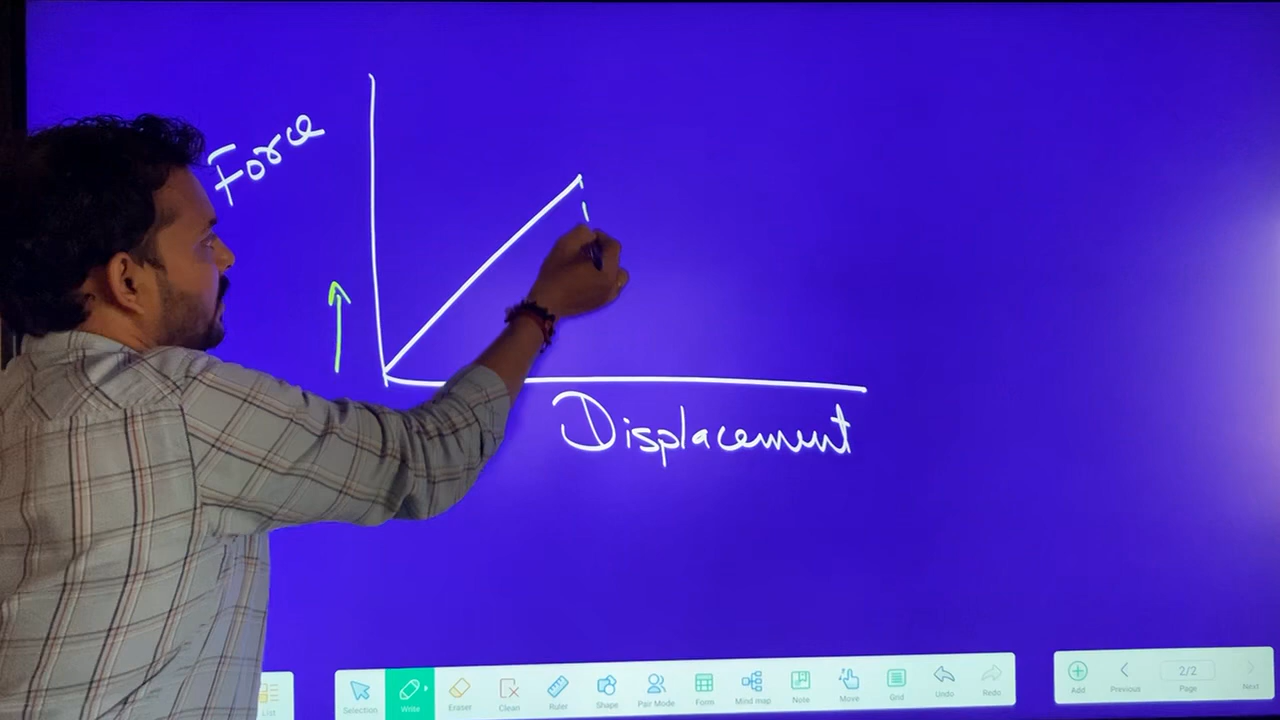 Force
Displacement
List
Selection
Write
Eraser
Clean
Ruler
Shape
Pair Mode
Form
Mind map
Note
Move
Grid
Undo
Redo
Add
Previous
2/2
Page
Next